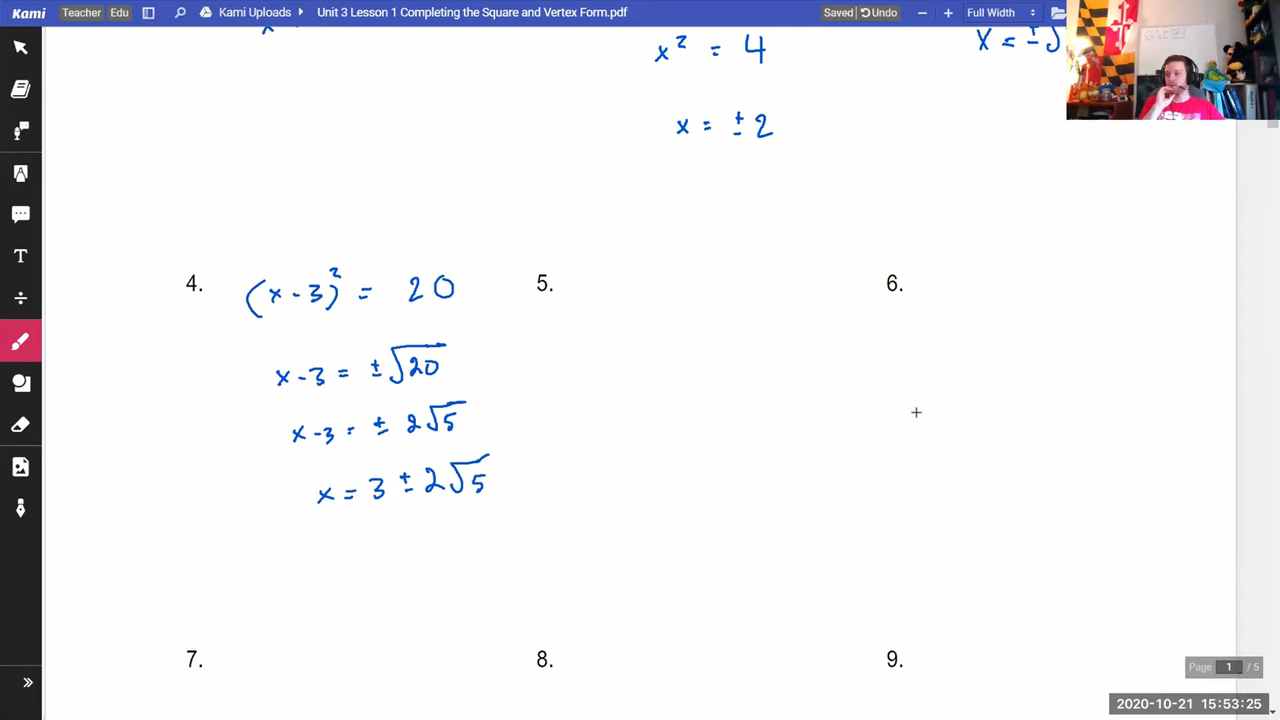 Kami Teacher Edu Kami Uploads Unit 3 Lesson 1 Completing the Square and Vertex Form.pdf Saved Undo Full Width
x² = 4
x = ±√
x = ±2
4. (x - 3)² = 20
x - 3 = ±√20
x - 3 = ± 2√5
x = 3 ± 2√5
5.
6.
7.
8.
9.
Page 1 / 5
2020-10-21 15:53:25